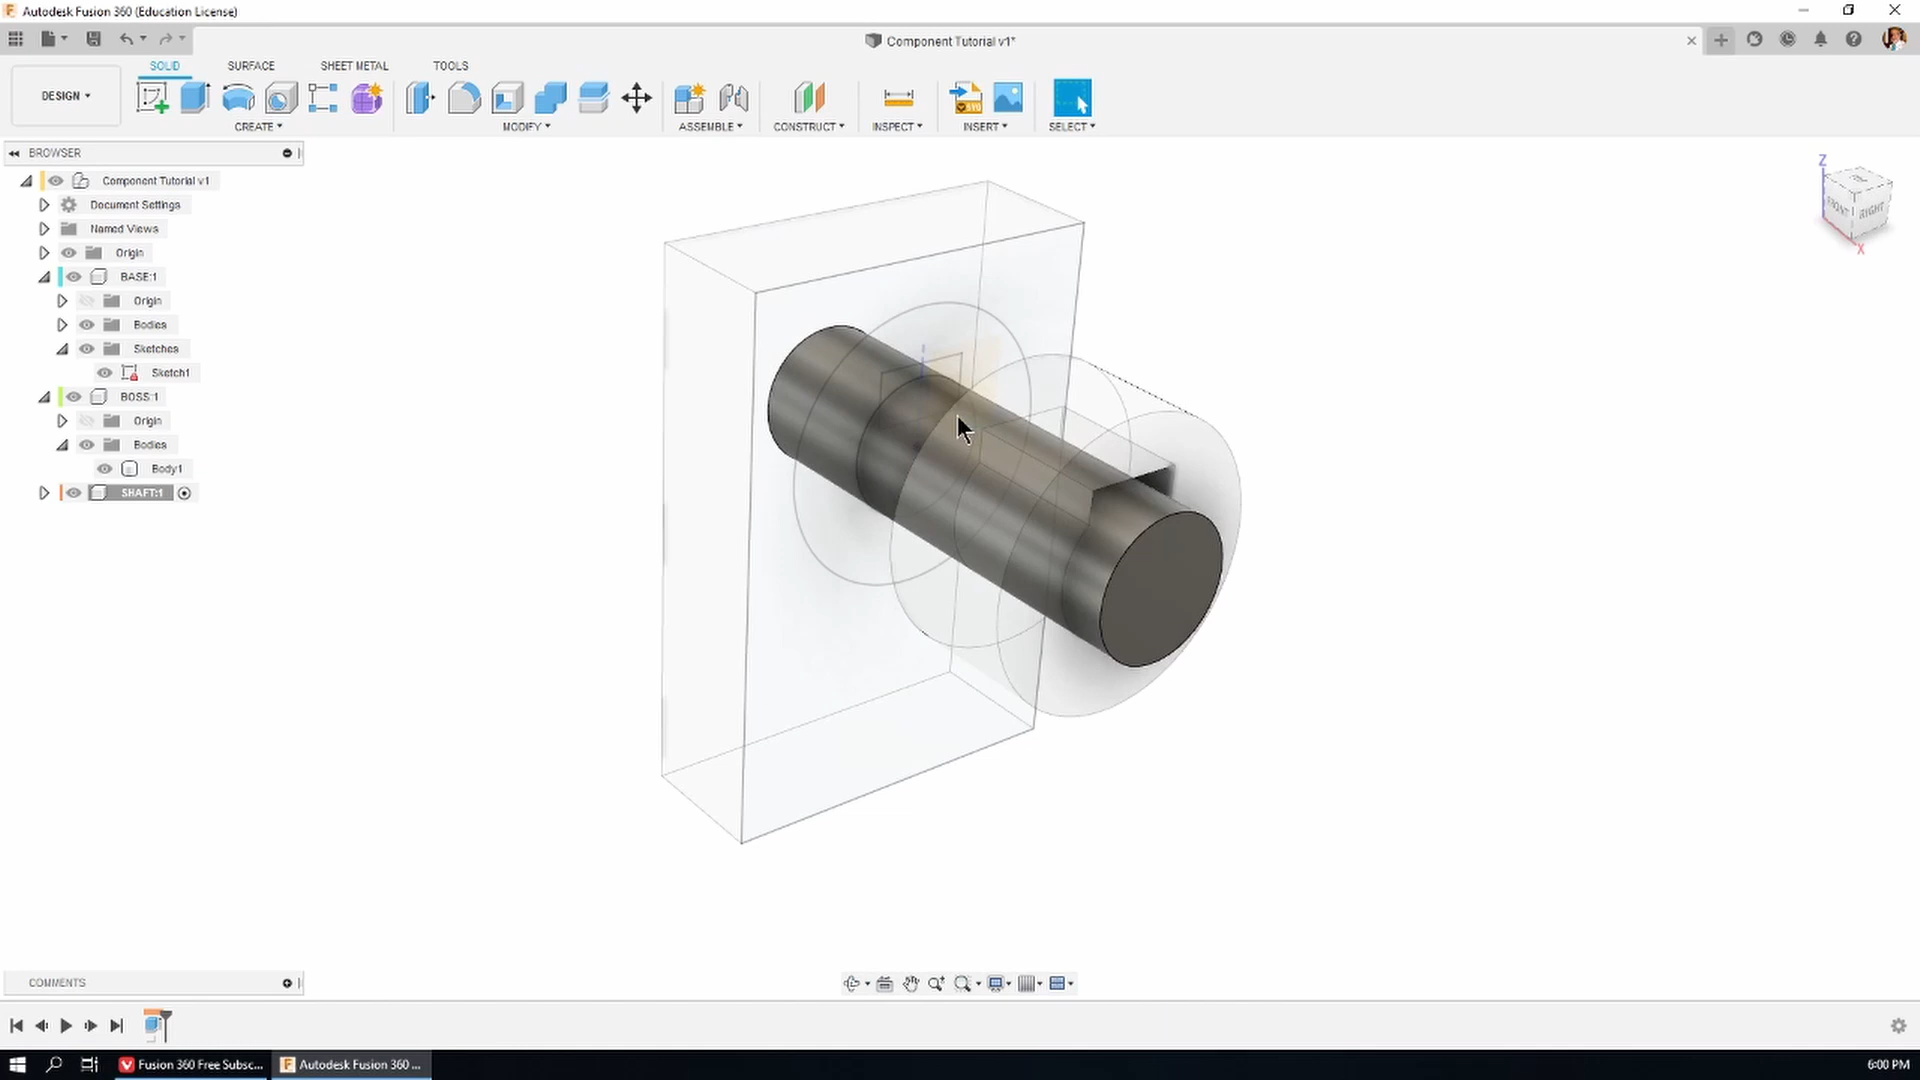 Autodesk Fusion 360 (Education License)
Component Tutorial v1*
SOLID SURFACE SHEET METAL TOOLS
DESIGN
CREATE MODIFY ASSEMBLE CONSTRUCT INSPECT INSERT SELECT
BROWSER
Component Tutorial v1
Document Settings
Named Views
Origin
BASE:1
Origin
Bodies
Sketches
Sketch1
BOSS:1
Origin
Bodies
Body1
SHAFT:1
Z
FRONT RIGHT
X
COMMENTS
Fusion 360 Free Subsc...
Autodesk Fusion 360 ...
6:00 PM